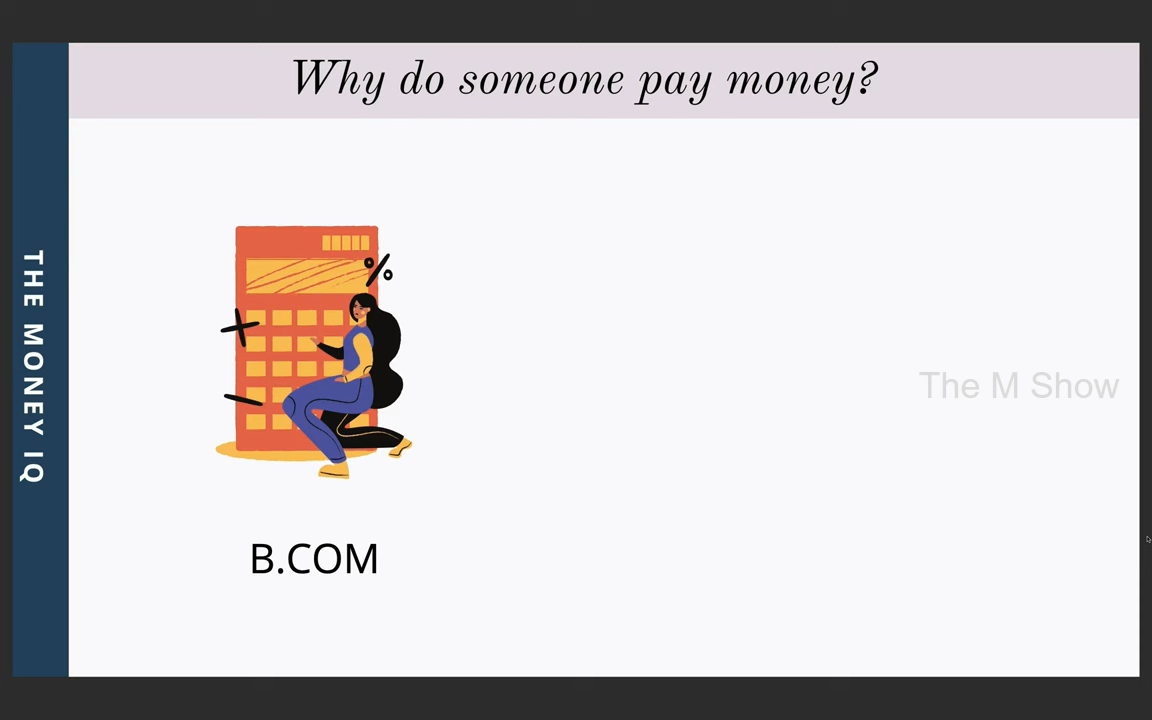 Why do someone pay money?
THE MONEY IQ
%
+
-
The M Show
B.COM